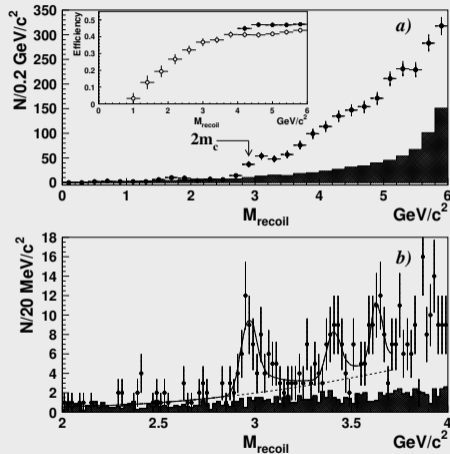 N/0.2 GeV/c²
350
300
250
200
150
100
50
0
Efficiency
0.5
0.4
0.3
0.2
0.1
0
0 1 2 3 4 5 6
M_recoil GeV/c²
a)
2m_c
0 1 2 3 4 5 6
M_recoil GeV/c²
N/20 MeV/c²
18
16
14
12
10
8
6
4
2
0
b)
2 2.5 3 3.5 4
M_recoil GeV/c²